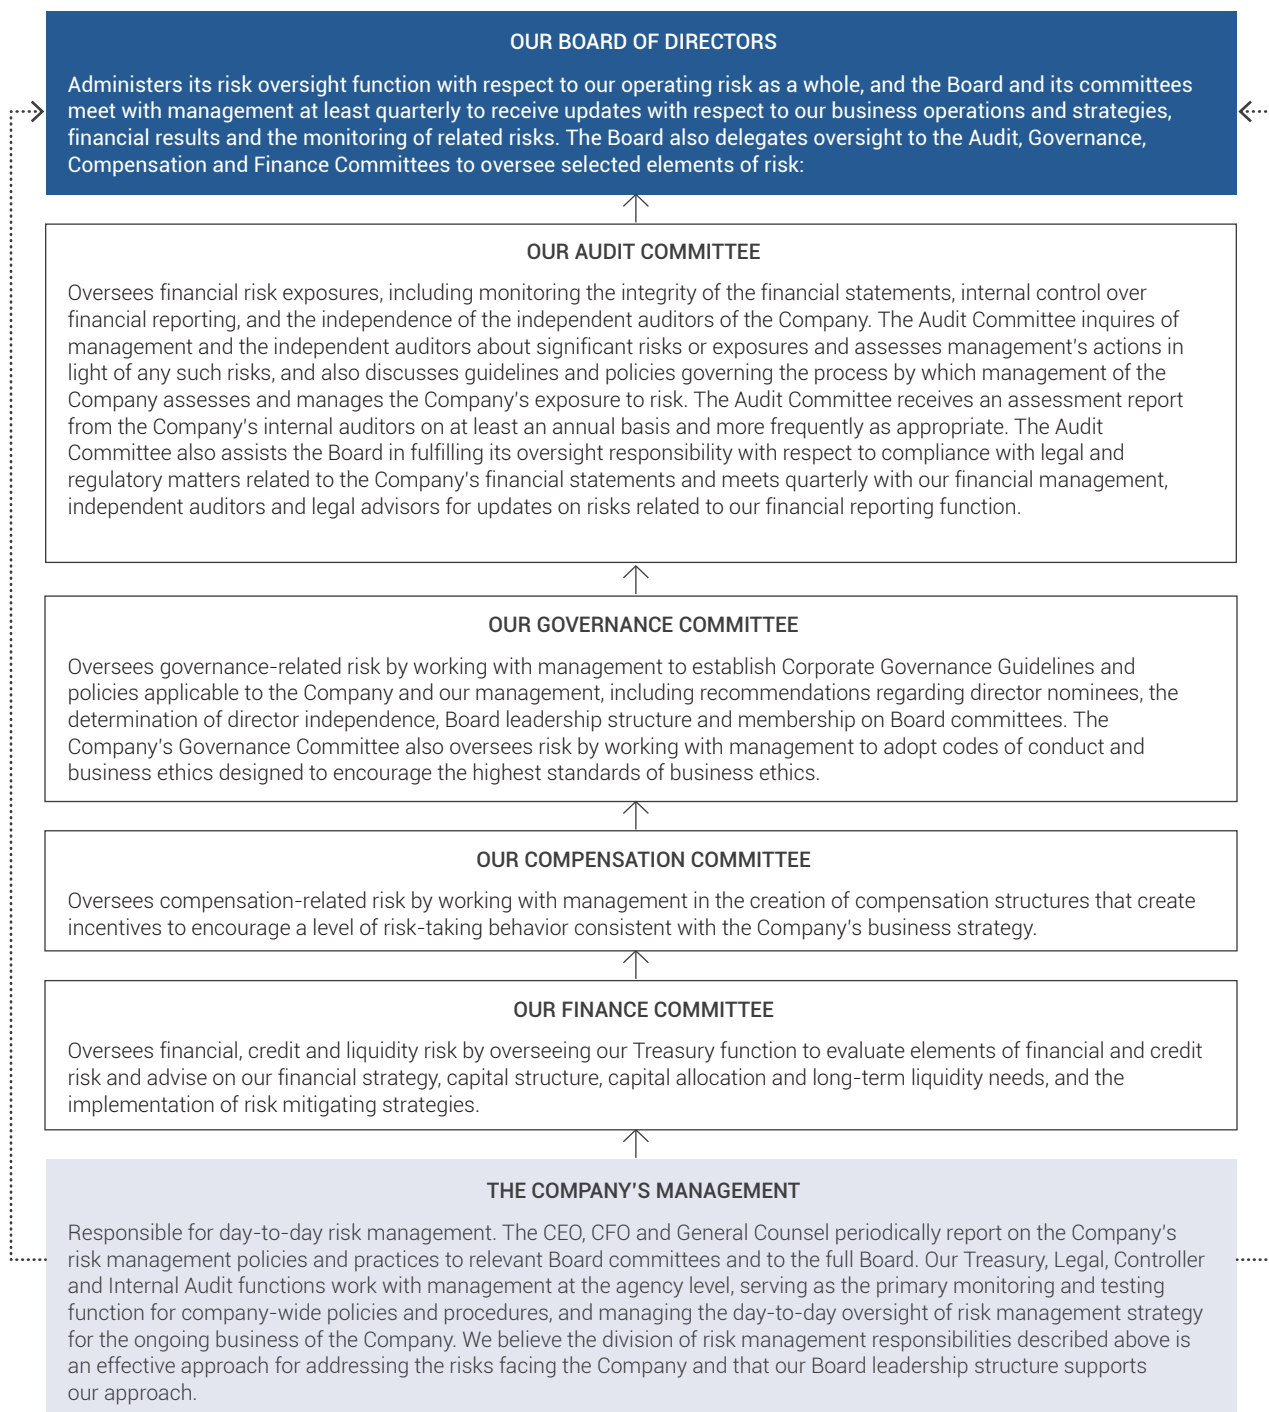 OUR BOARD OF DIRECTORS
Administers its risk oversight function with respect to our operating risk as a whole, and the Board and its committees
meet with management at least quarterly to receive updates with respect to our business operations and strategies,
financial results and the monitoring of related risks. The Board also delegates oversight to the Audit, Governance,
Compensation and Finance Committees to oversee selected elements of risk:
OUR AUDIT COMMITTEE
Oversees financial risk exposures, including monitoring the integrity of the financial statements, internal control over
financial reporting, and the independence of the independent auditors of the Company. The Audit Committee inquires of
management and the independent auditors about significant risks or exposures and assesses management's actions in
light of any such risks, and also discusses guidelines and policies governing the process by which management of the
Company assesses and manages the Company's exposure to risk. The Audit Committee receives an assessment report
from the Company's internal auditors on at least an annual basis and more frequently as appropriate. The Audit
Committee also assists the Board in fulfilling its oversight responsibility with respect to compliance with legal and
regulatory matters related to the Company's financial statements and meets quarterly with our financial management,
independent auditors and legal advisors for updates on risks related to our financial reporting function.
OUR GOVERNANCE COMMITTEE
Oversees governance-related risk by working with management to establish Corporate Governance Guidelines and
policies applicable to the Company and our management, including recommendations regarding director nominees, the
determination of director independence, Board leadership structure and membership on Board committees. The
Company's Governance Committee also oversees risk by working with management to adopt codes of conduct and
business ethics designed to encourage the highest standards of business ethics.
OUR COMPENSATION COMMITTEE
Oversees compensation-related risk by working with management in the creation of compensation structures that create
incentives to encourage a level of risk-taking behavior consistent with the Company's business strategy.
OUR FINANCE COMMITTEE
Oversees financial, credit and liquidity risk by overseeing our Treasury function to evaluate elements of financial and credit
risk and advise on our financial strategy, capital structure, capital allocation and long-term liquidity needs, and the
implementation of risk mitigating strategies.
THE COMPANY'S MANAGEMENT
Responsible for day-to-day risk management. The CEO, CFO and General Counsel periodically report on the Company's
risk management policies and practices to relevant Board committees and to the full Board. Our Treasury, Legal, Controller
and Internal Audit functions work with management at the agency level, serving as the primary monitoring and testing
function for company-wide policies and procedures, and managing the day-to-day oversight of risk management strategy
for the ongoing business of the Company. We believe the division of risk management responsibilities described above is
an effective approach for addressing the risks facing the Company and that our Board leadership structure supports
our approach.